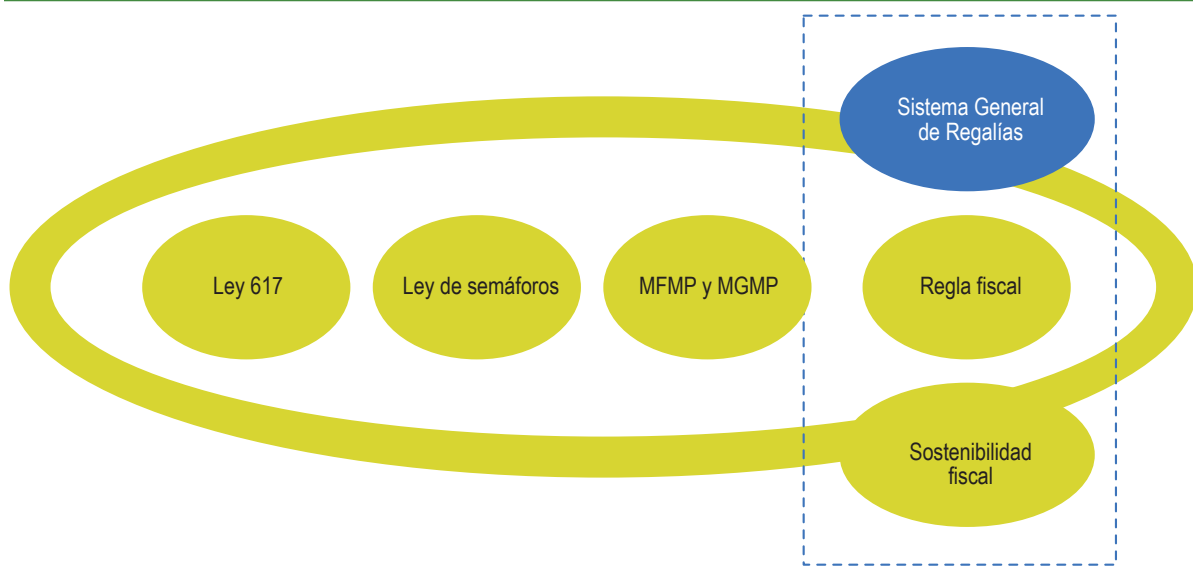 Sistema General
de Regalías
Ley 617
Ley de semáforos
MFMP y MGMP
Regla fiscal
Sostenibilidad
fiscal